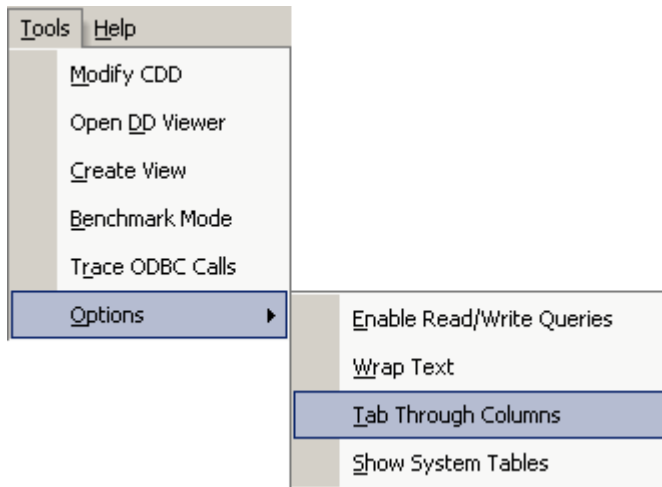 Tools Help
Modify CDD
Open DD Viewer
Create View
Benchmark Mode
Trace ODBC Calls
Options
Enable Read/Write Queries
Wrap Text
Tab Through Columns
Show System Tables